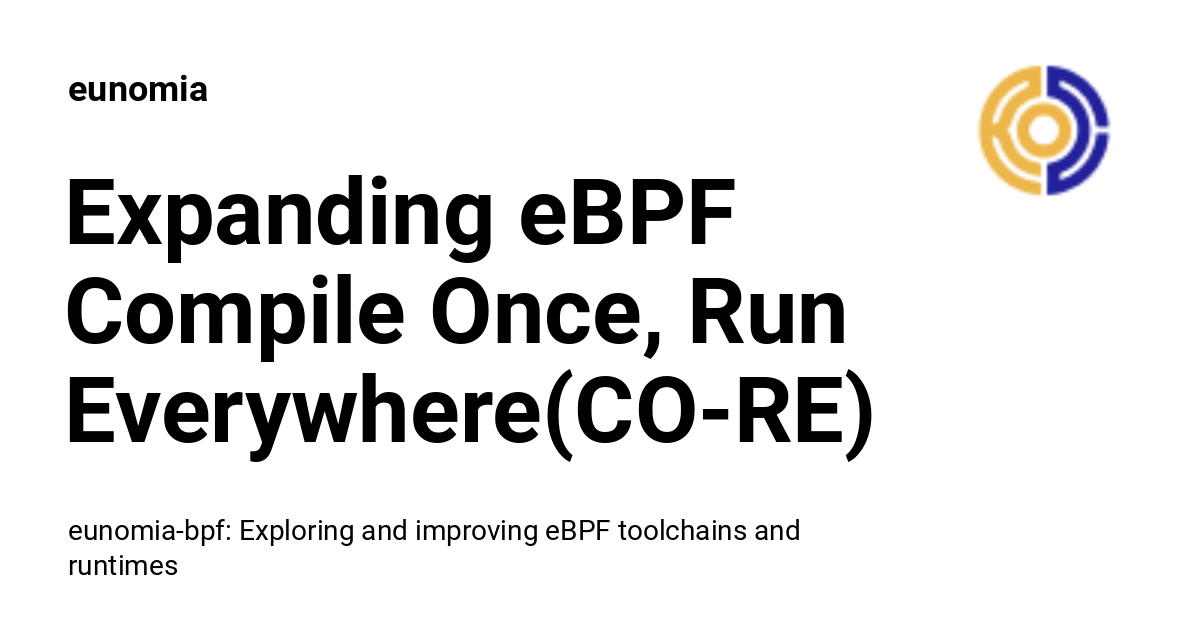 eunomia
Expanding eBPF
Compile Once, Run
Everywhere(CO-RE)
eunomia-bpf: Exploring and improving eBPF toolchains and
runtimes